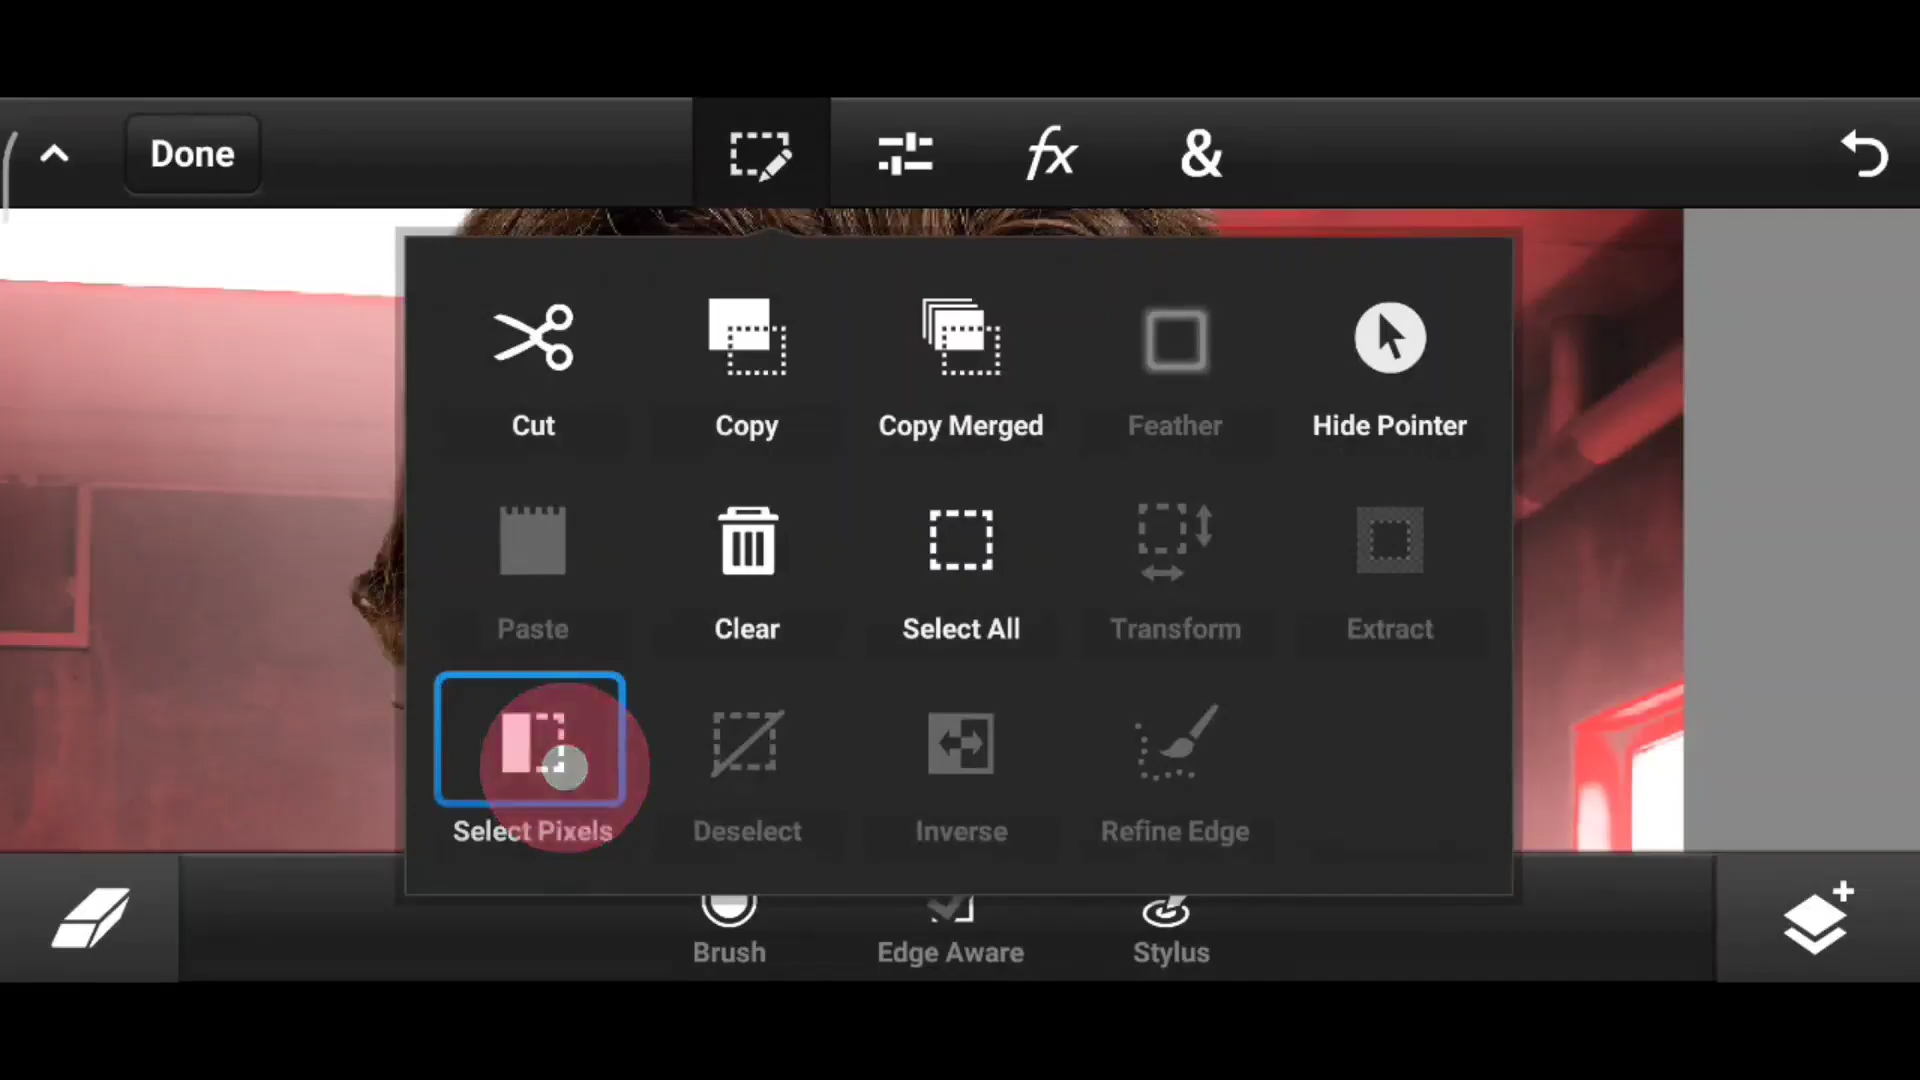 Done
fx
&
Cut
Copy
Copy Merged
Feather
Hide Pointer
Paste
Clear
Select All
Transform
Extract
Select Pixels
Deselect
Inverse
Refine Edge
Brush
Edge Aware
Stylus